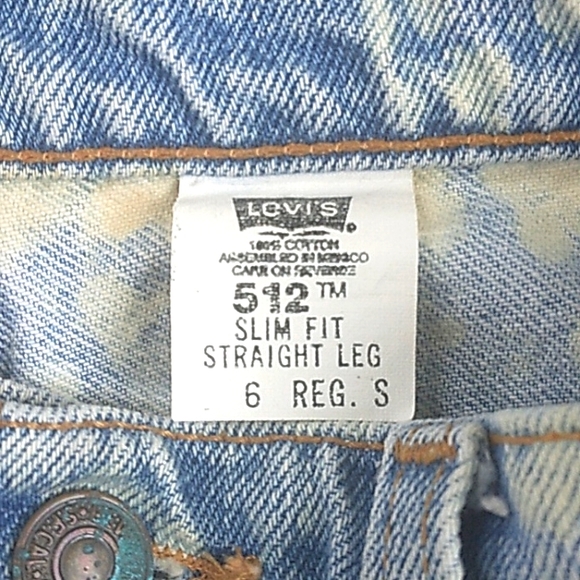 LEVI'S
100% COTTON
ASSEMBLED IN MEXICO
CARE ON REVERSE
512™
SLIM FIT
STRAIGHT LEG
6 REG. S